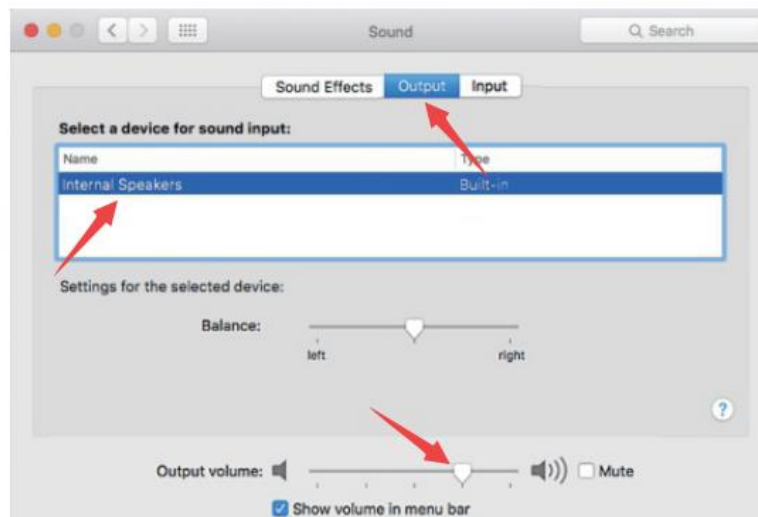 Sound
Search
Sound Effects Output Input
Select a device for sound input:
Name Type
Internal Speakers Built-in
Settings for the selected device:
Balance:
left right
?
Output volume: Mute
Show volume in menu bar